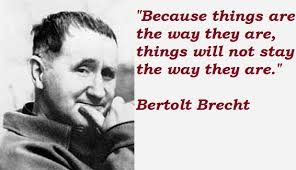 "Because things are
the way they are,
things will not stay
the way they are."
Bertolt Brecht